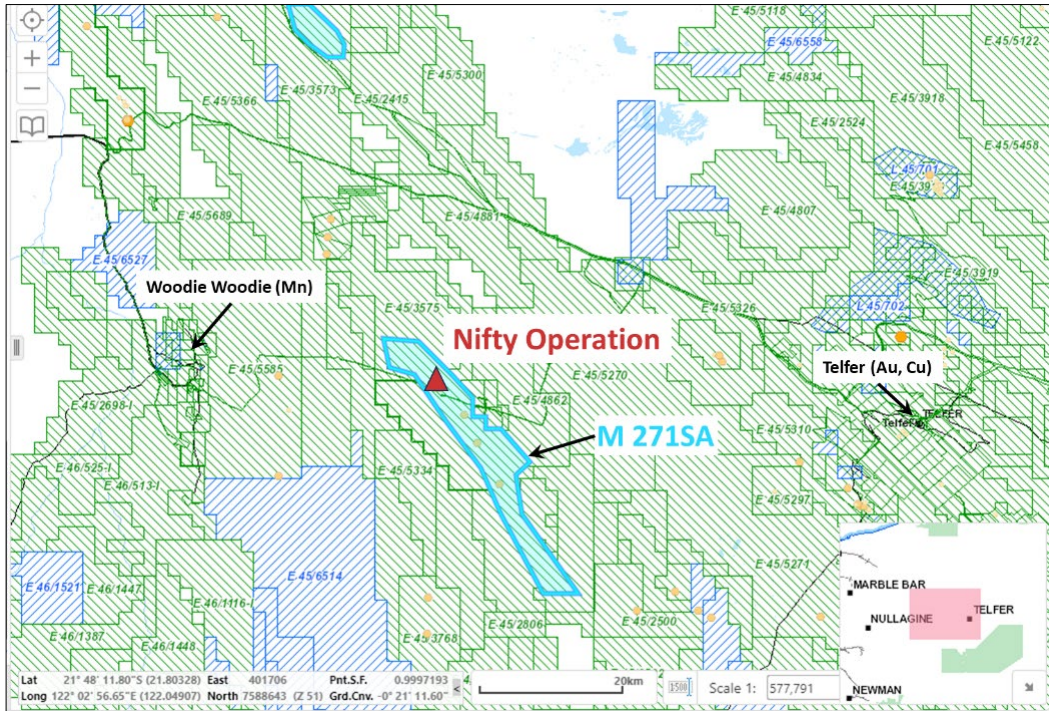 E 45/5118
E 45/6558
E 45/5122
E 45/3573
E 45/5300
E 45/4834
E 45/5366
E 45/2415
E 45/3918
E 45/2524
E 45/5458
L 45/701
E 45/5689
E 45/4881
E 45/4807
E 45/6527
E 45/3919
Woodie Woodie (Mn)
E 45/3575
E 45/5326
L 45/702
Nifty Operation
E 45/5585
E 45/5270
Telfer (Au, Cu)
E 45/4862
E 45/2698-I
TELFER
Telfer
M 271SA
E 45/5310
E 46/525-I
E 45/5334
E 46/513-I
E 45/5297
E 45/6514
E 45/5271
E 46/1521
E 46/1447
E 46/1116-I
MARBLE BAR
TELFER
NULLAGINE
E 46/1387
E 46/1448
E 45/3768
E 45/2806
E 45/2500
Lat 21° 48' 11.80"S (21.80328) East 401706 Pnt.S.F. 0.9997193
Long 122° 02' 56.65"E (122.04907) North 7588643 (Z 51) Grd.Cnv. -0° 21' 11.60"
<
20km
1500
Scale 1: 577,791
NEWMAN